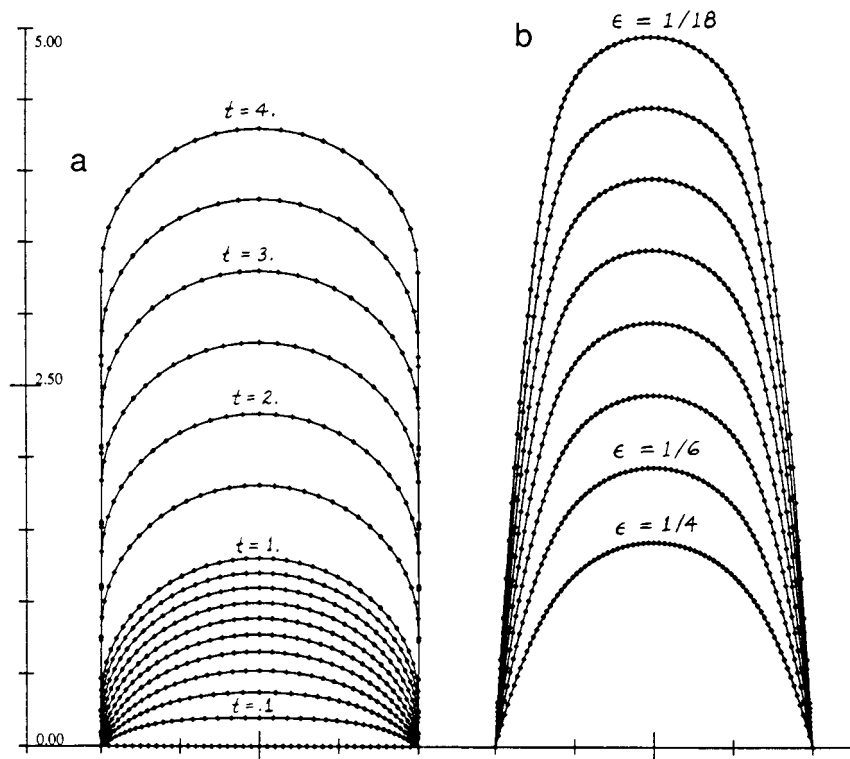 5.00
a
t = 4.
t = 3.
2.50
t = 2.
t = 1.
t = .1
0.00
b
ϵ = 1/18
ϵ = 1/6
ϵ = 1/4